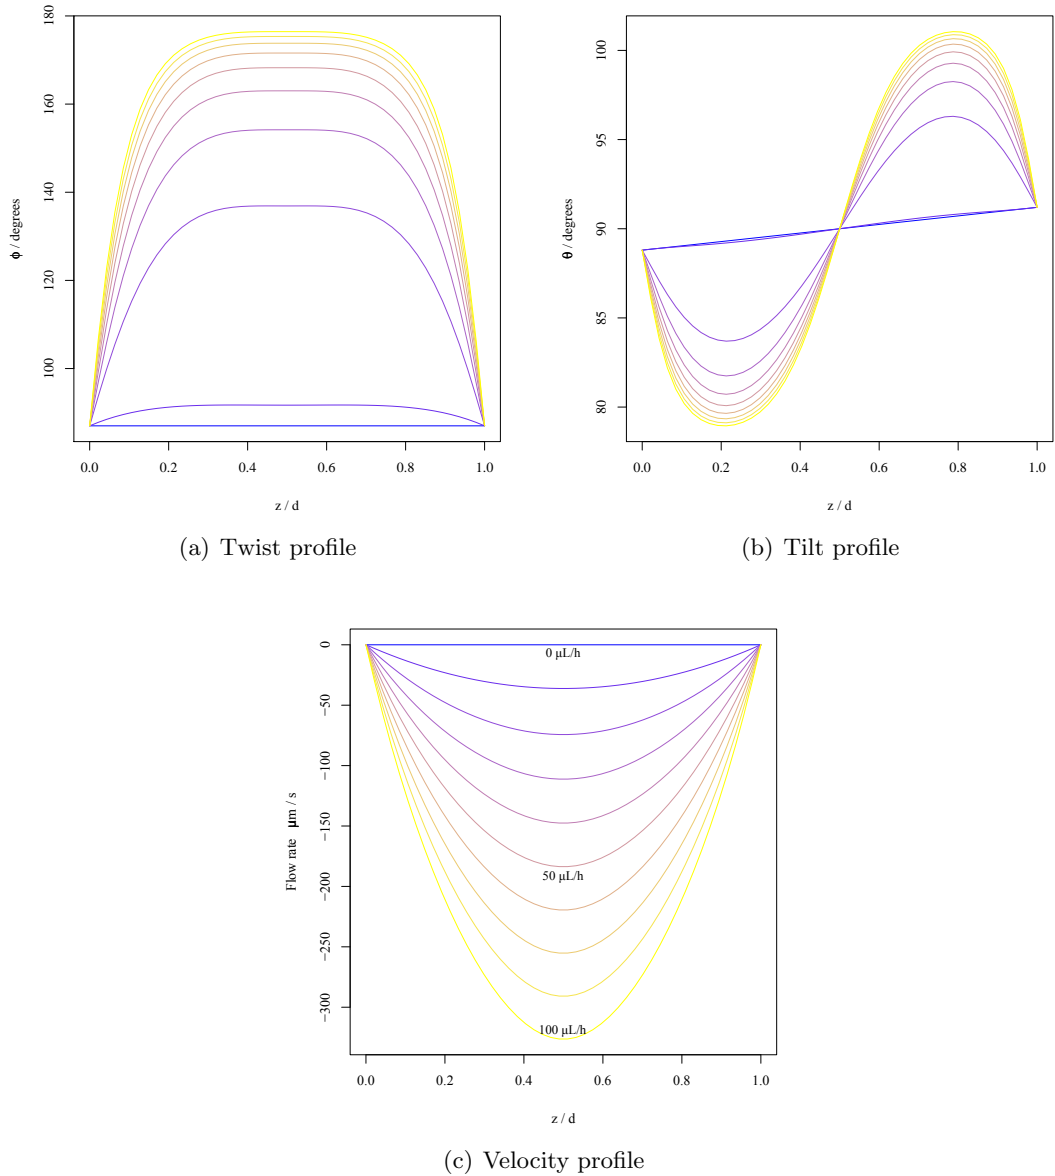 180
160
140
120
100
ϕ / degrees
0.0 0.2 0.4 0.6 0.8 1.0
z / d
(a) Twist profile
100
95
90
85
80
θ / degrees
0.0 0.2 0.4 0.6 0.8 1.0
z / d
(b) Tilt profile
0
−50
−100
−150
−200
−250
−300
Flow rate μm / s
0 μL/h
50 μL/h
100 μL/h
0.0 0.2 0.4 0.6 0.8 1.0
z / d
(c) Velocity profile